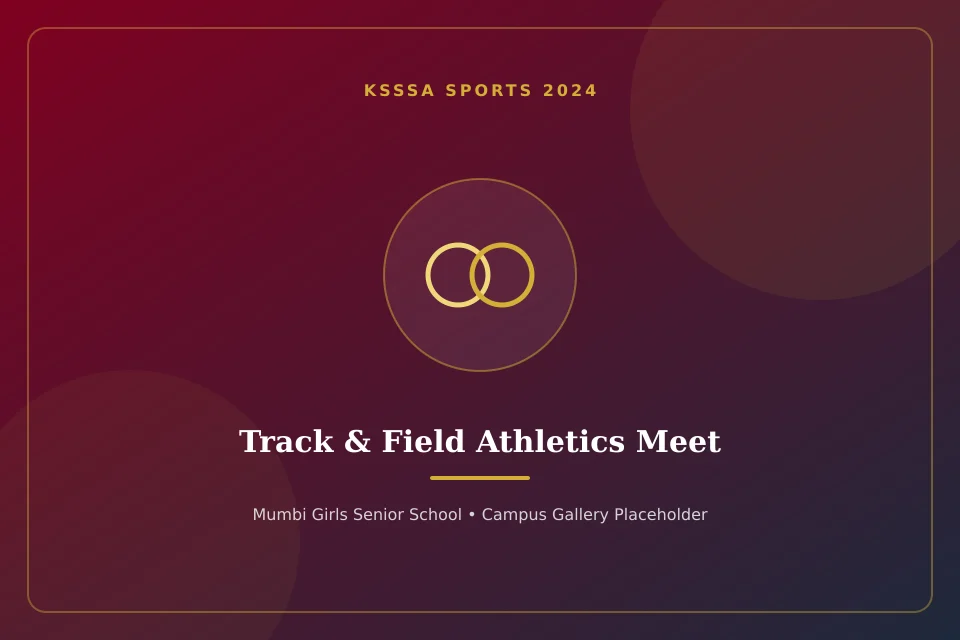 KSSSA SPORTS 2024
Track & Field Athletics Meet
Mumbi Girls Senior School • Campus Gallery Placeholder